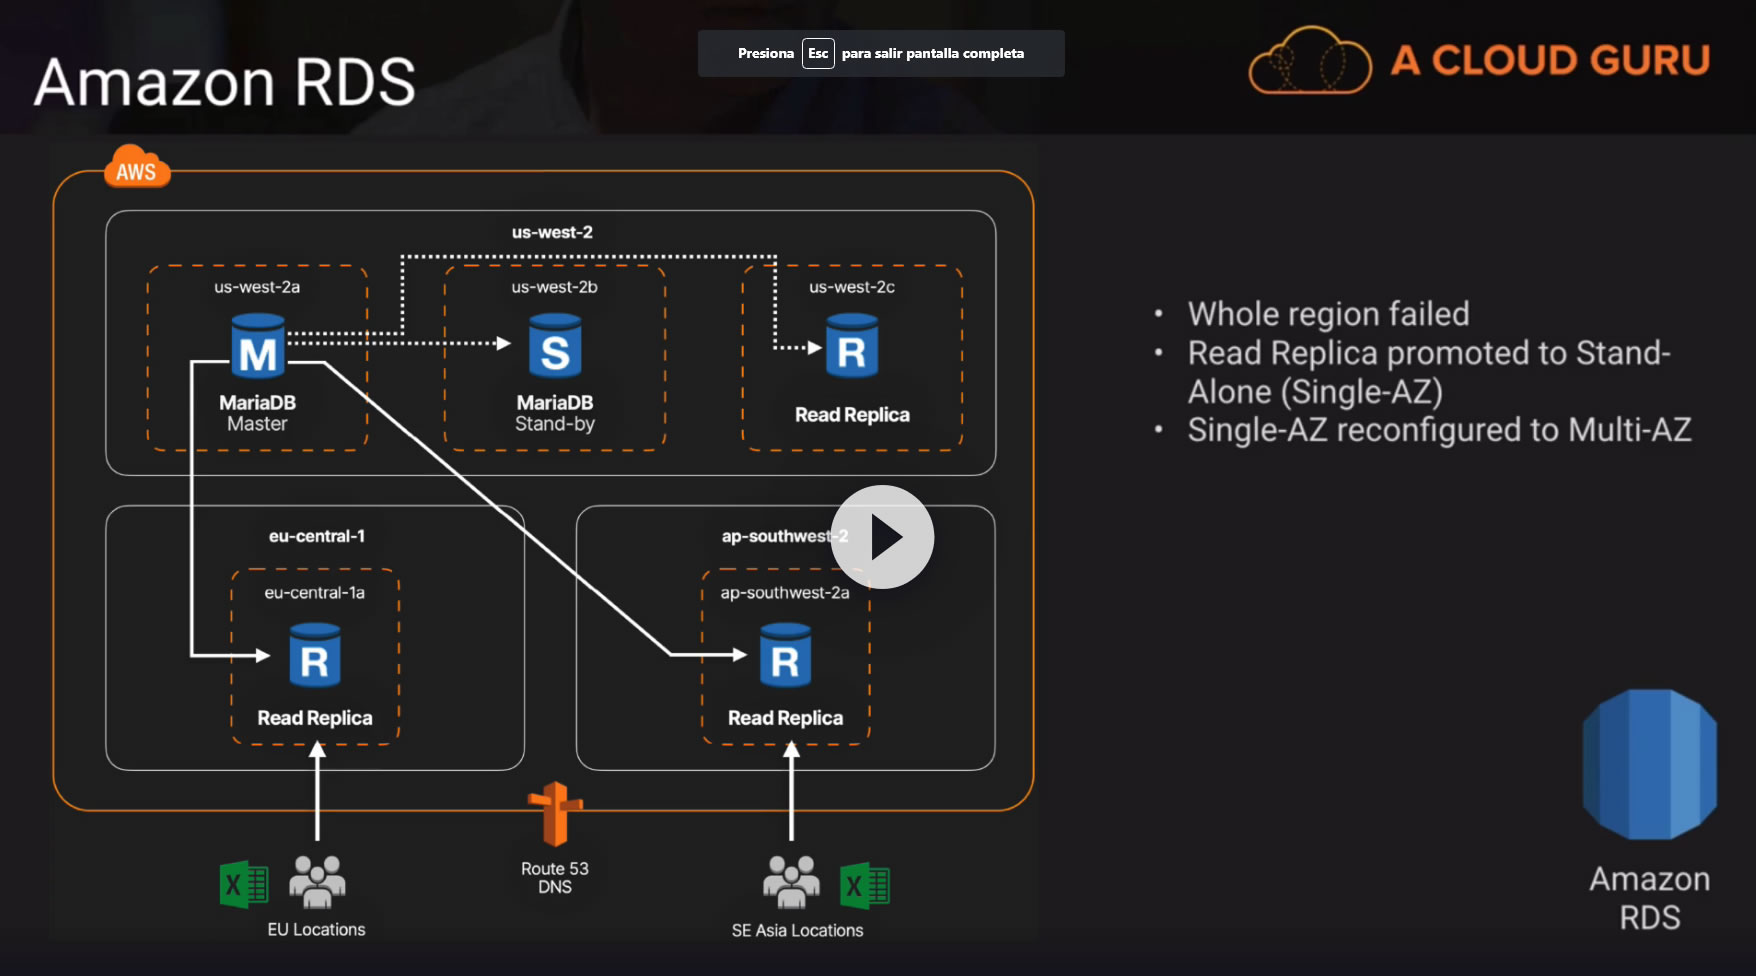 Amazon RDS
Presiona Esc para salir pantalla completa
A CLOUD GURU
AWS
us-west-2
us-west-2a
us-west-2b
us-west-2c
M
S
R
MariaDB
Master
MariaDB
Stand-by
Read Replica
eu-central-1
ap-southwest-2
eu-central-1a
ap-southwest-2a
R
R
Read Replica
Read Replica
Route 53
DNS
X
X
EU Locations
SE Asia Locations
• Whole region failed
• Read Replica promoted to Stand-
Alone (Single-AZ)
• Single-AZ reconfigured to Multi-AZ
Amazon
RDS